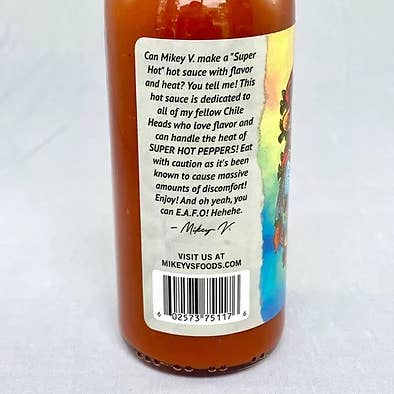 Can Mikey V. make a "Super
Hot" hot sauce with flavor
and heat? You tell me! This
hot sauce is dedicated to
all of my fellow Chile
Heads who love flavor and
can handle the heat of
SUPER HOT PEPPERS! Eat
with caution as it's been
known to cause massive
amounts of discomfort!
Enjoy! And oh yeah, you
can E.A.F.O! Hehehe.
– Mikey V.
VISIT US AT
MIKEYVSFOODS.COM
6 02573 75117 6